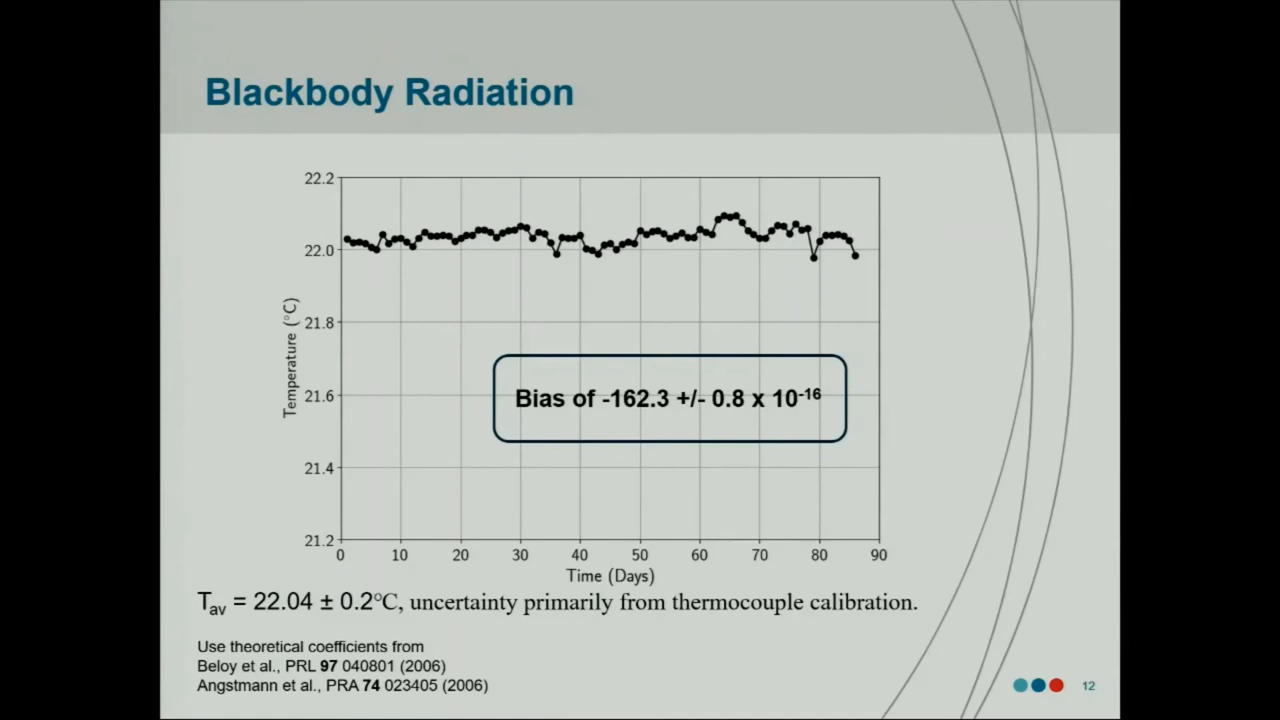 Blackbody Radiation
22.2
22.0
21.8
21.6
21.4
21.2
Temperature (°C)
Bias of -162.3 +/- 0.8 x 10⁻¹⁶
0 10 20 30 40 50 60 70 80 90
Time (Days)
Tav = 22.04 ± 0.2°C, uncertainty primarily from thermocouple calibration.
Use theoretical coefficients from
Beloy et al., PRL 97 040801 (2006)
Angstmann et al., PRA 74 023405 (2006)
12